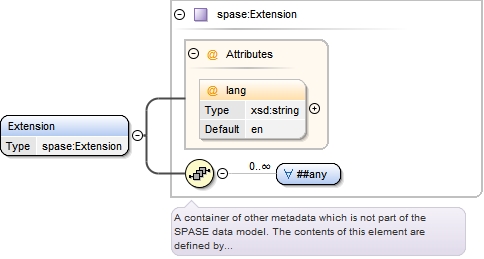 spase:Extension
@ Attributes
@ lang
Type xsd:string
Default en
Extension
Type spase:Extension
0..∞
∀ ##any
A container of other metadata which is not part of the
SPASE data model. The contents of this element are
defined by...